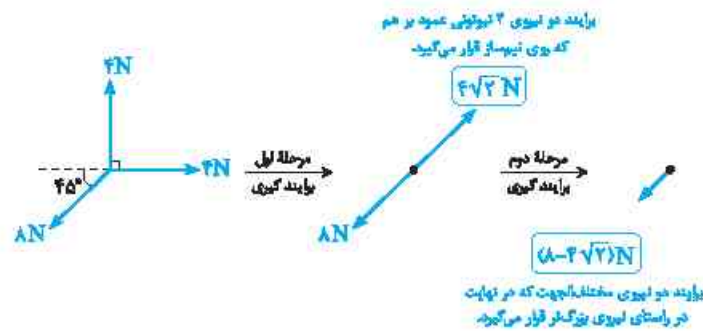 برایند دو نیروی ۴ نیوتونی عمود بر هم
که روی نیمساز قرار می‌گیرد.
۴√۲ N
۴N
۴N
۴۵°
۸N
مرحلهٔ اول
برایند گیری
۸N
مرحلهٔ دوم
برایند گیری
(۸-۴√۲)N
برایند دو نیروی مختلف‌الجهت که در نهایت
در راستای نیروی بزرگ‌تر قرار می‌گیرد.